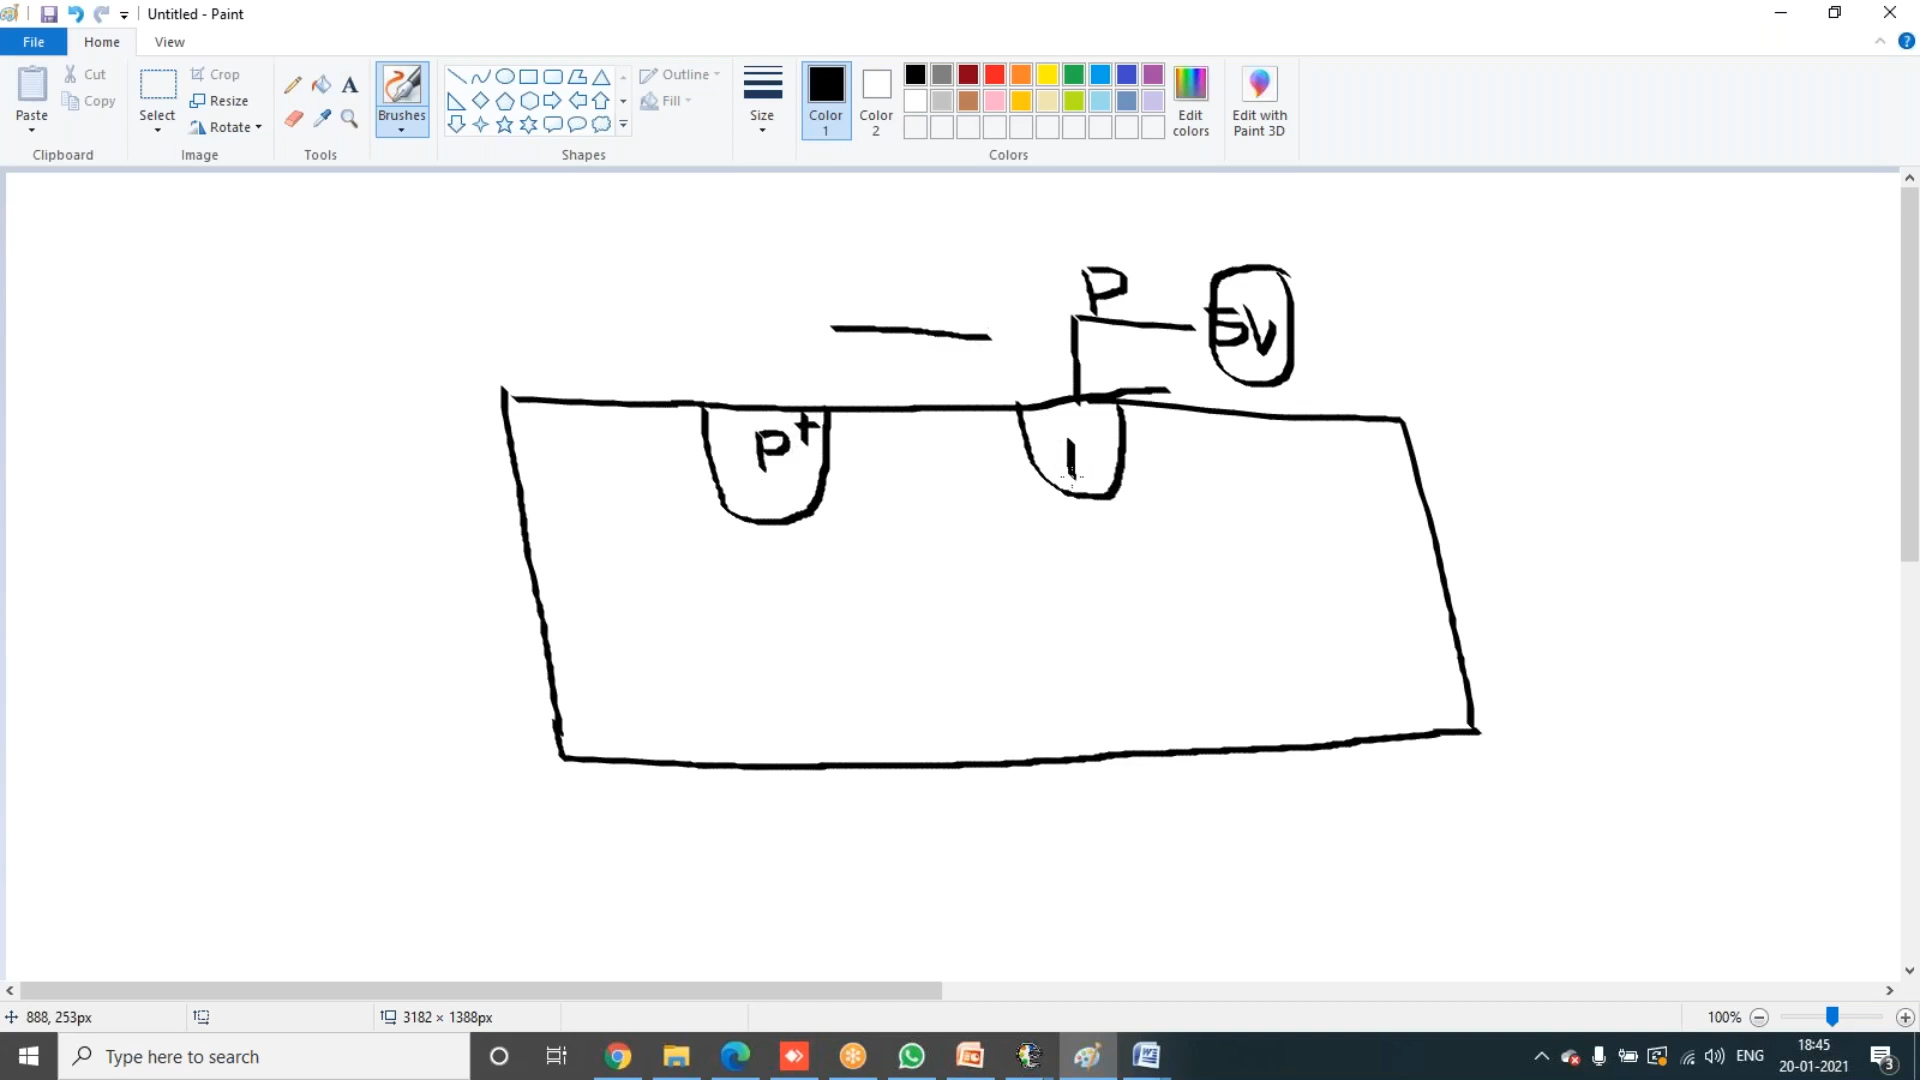 Untitled - Paint
File Home View
Paste
Cut
Copy
Clipboard
Select
Crop
Resize
Rotate
Image
Tools
Brushes
Shapes
Outline
Fill
Size
Color 1
Color 2
Colors
Edit colors
Edit with Paint 3D
P
5V
P+
888, 253px
3182 × 1388px
100%
Type here to search
ENG
18:45
20-01-2021
3